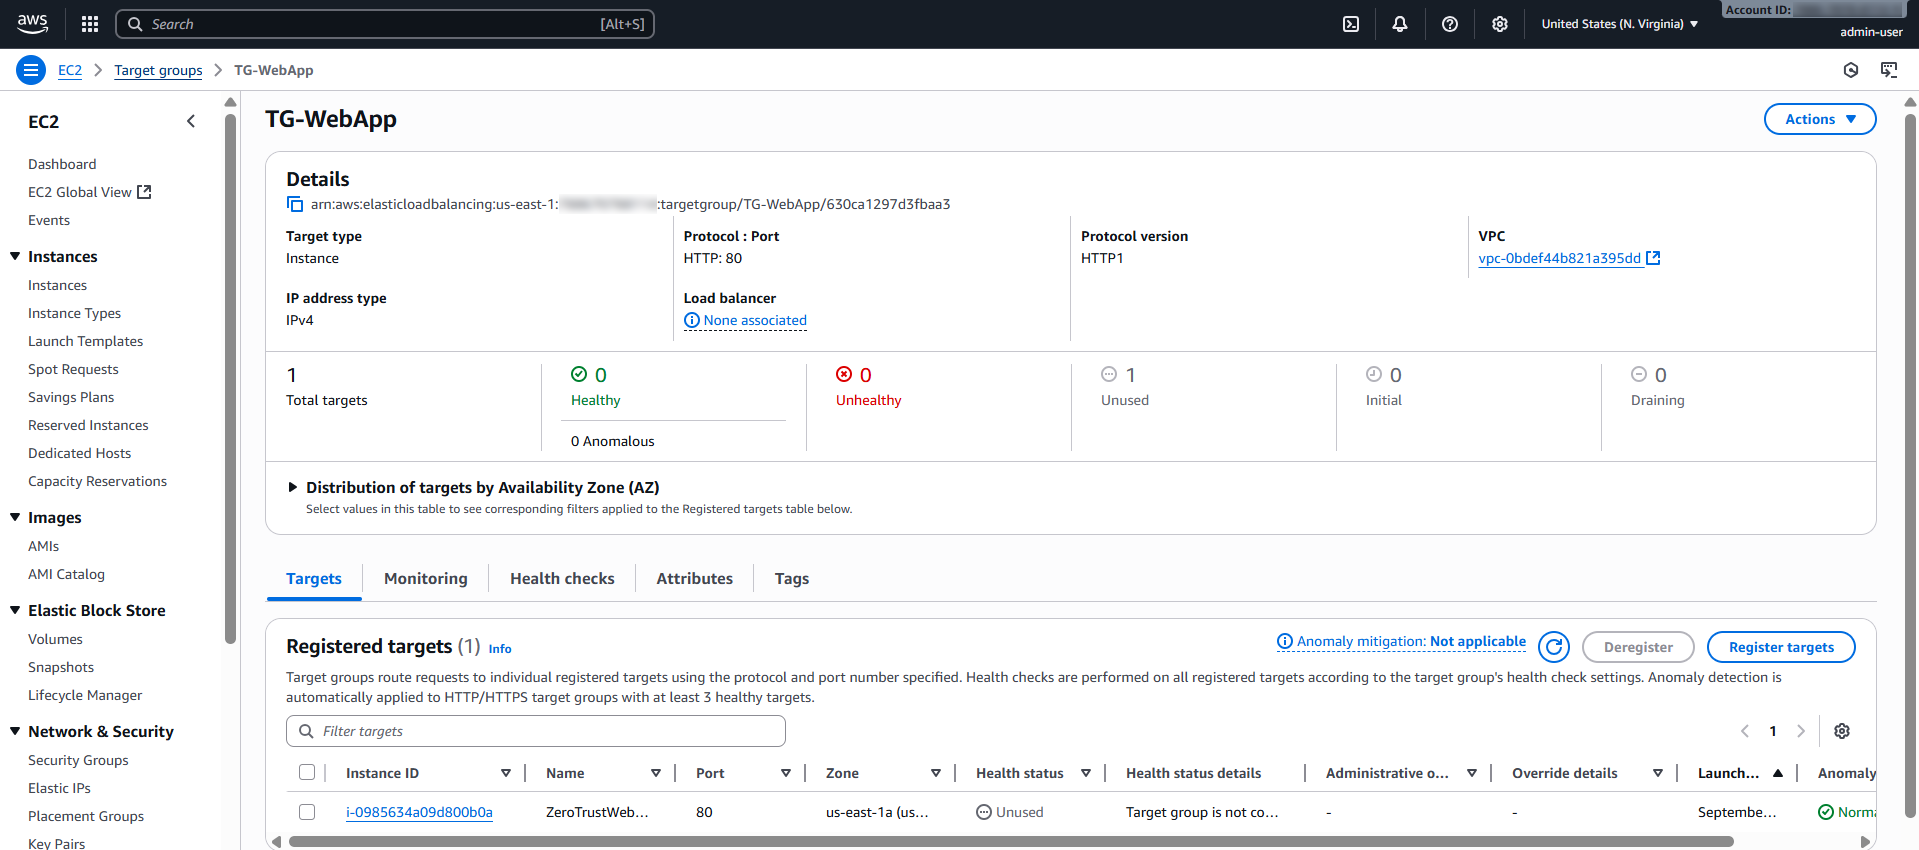 aws
Search
[Alt+S]
United States (N. Virginia)
Account ID:
admin-user
EC2
Target groups
TG-WebApp
EC2
Dashboard
EC2 Global View
Events
Instances
Instances
Instance Types
Launch Templates
Spot Requests
Savings Plans
Reserved Instances
Dedicated Hosts
Capacity Reservations
Images
AMIs
AMI Catalog
Elastic Block Store
Volumes
Snapshots
Lifecycle Manager
Network & Security
Security Groups
Elastic IPs
Placement Groups
Key Pairs
TG-WebApp
Actions
Details
arn:aws:elasticloadbalancing:us-east-1: :targetgroup/TG-WebApp/630ca1297d3fbaa3
Target type
Instance
Protocol : Port
HTTP: 80
Protocol version
HTTP1
VPC
vpc-0bdef44b821a395dd
IP address type
IPv4
Load balancer
None associated
1
Total targets
0
Healthy
0 Anomalous
0
Unhealthy
1
Unused
0
Initial
0
Draining
Distribution of targets by Availability Zone (AZ)
Select values in this table to see corresponding filters applied to the Registered targets table below.
Targets Monitoring Health checks Attributes Tags
Registered targets (1) Info
Anomaly mitigation: Not applicable
Deregister
Register targets
Target groups route requests to individual registered targets using the protocol and port number specified. Health checks are performed on all registered targets according to the target group's health check settings. Anomaly detection is
automatically applied to HTTP/HTTPS target groups with at least 3 healthy targets.
Filter targets
1
Instance ID Name Port Zone Health status Health status details Administrative o... Override details Launch... Anomaly
i-0985634a09d800b0a ZeroTrustWeb... 80 us-east-1a (us... Unused Target group is not co... - - Septembe... Norma